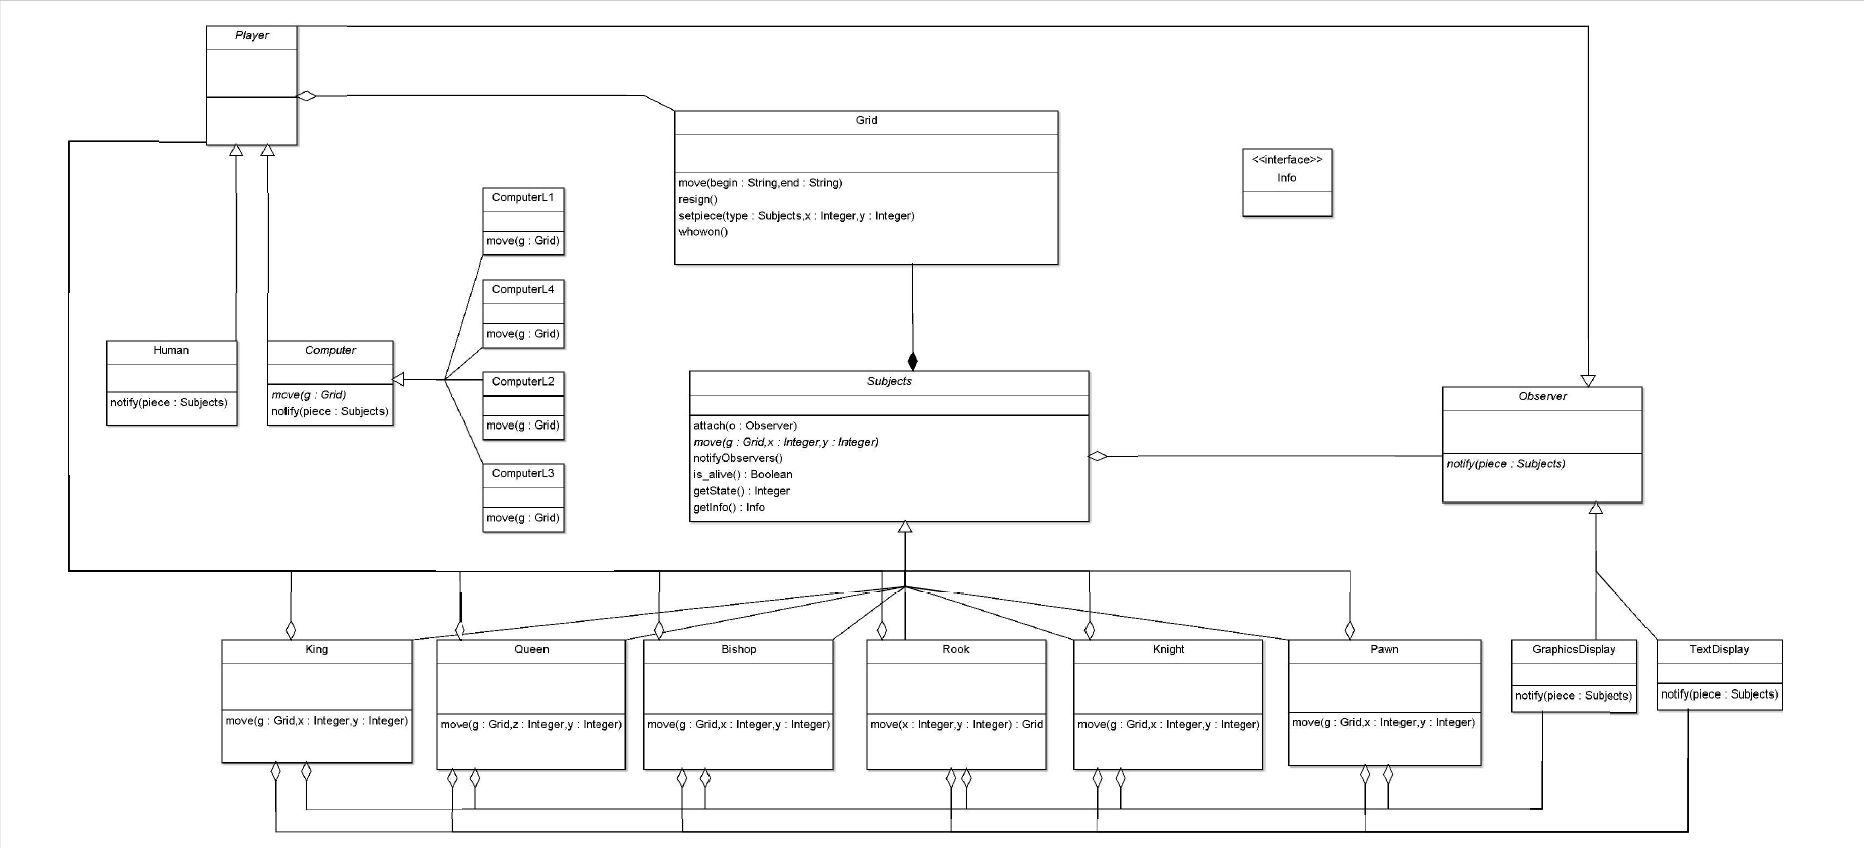 Player
Grid
move(begin : String,end : String)
resign()
setpiece(type : Subjects,x : Integer,y : Integer)
whowon()
<<interface>>
Info
ComputerL1
move(g : Grid)
ComputerL4
move(g : Grid)
ComputerL2
move(g : Grid)
ComputerL3
move(g : Grid)
Human
notify(piece : Subjects)
Computer
move(g : Grid)
notify(piece : Subjects)
Subjects
attach(o : Observer)
move(g : Grid,x : Integer,y : Integer)
notifyObservers()
is_alive() : Boolean
getState() : Integer
getInfo() : Info
Observer
notify(piece : Subjects)
King
move(g : Grid,x : Integer,y : Integer)
Queen
move(g : Grid,z : Integer,y : Integer)
Bishop
move(g : Grid,x : Integer,y : Integer)
Rook
move(x : Integer,y : Integer) : Grid
Knight
move(g : Grid,x : Integer,y : Integer)
Pawn
move(g : Grid,x : Integer,y : Integer)
GraphicsDisplay
notify(piece : Subjects)
TextDisplay
notify(piece : Subjects)